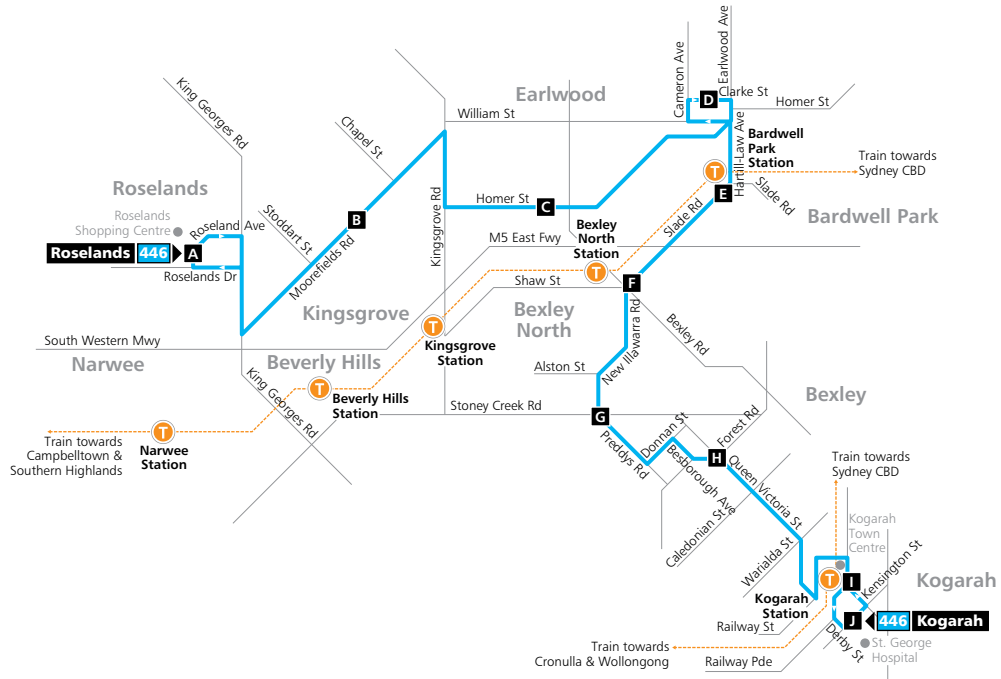 King Georges Rd
Cameron Ave
Earlwood Ave
Earlwood
D
Clarke St
Homer St
William St
Chapel St
Hartill-Law Ave
Bardwell
Park
Station
Train towards
Sydney CBD
T
Roselands
Roselands
Shopping Centre
Roseland Ave
Stoddart St
B
Moorefields Rd
Kingsgrove Rd
Homer St
C
E
Slade Rd
Slade Rd
Bardwell Park
Roselands
446
A
Roselands Dr
M5 East Fwy
Bexley
North
Station
T
Shaw St
F
Kingsgrove
T
Kingsgrove
Station
Bexley
North
New Illawarra Rd
Bexley Rd
South Western Mwy
Narwee
Beverly Hills
T
Beverly Hills
Station
King Georges Rd
Alston St
Stoney Creek Rd
G
Bexley
Train towards
Campbelltown &
Southern Highlands
T
Narwee
Station
Preddys Rd
Donnan St
Besborough Ave
H
Forest Rd
Queen Victoria St
Caledonian St
Warialda St
Train towards
Sydney CBD
Kogarah
Town
Centre
Kensington St
Kogarah
T
I
Kogarah
Station
Railway St
J
446
Kogarah
Derby St
St. George
Hospital
Train towards
Cronulla & Wollongong
Railway Pde